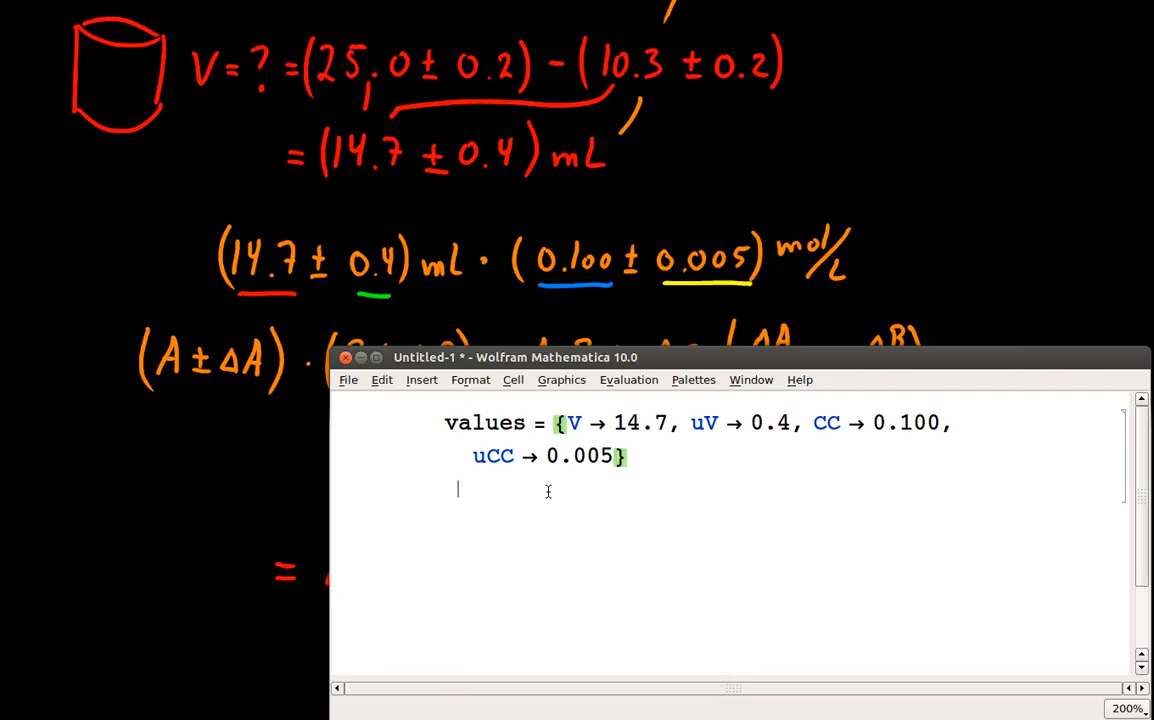 V = ? = (25.0 ± 0.2) - (10.3 ± 0.2)
= (14.7 ± 0.4) mL
(14.7 ± 0.4) mL · (0.100 ± 0.005) mol/L
(A ± ΔA) · (
ΔA ΔB)
Untitled-1 * - Wolfram Mathematica 10.0
File Edit Insert Format Cell Graphics Evaluation Palettes Window Help
values = {V → 14.7, uV → 0.4, CC → 0.100,
uCC → 0.005}
=
200%